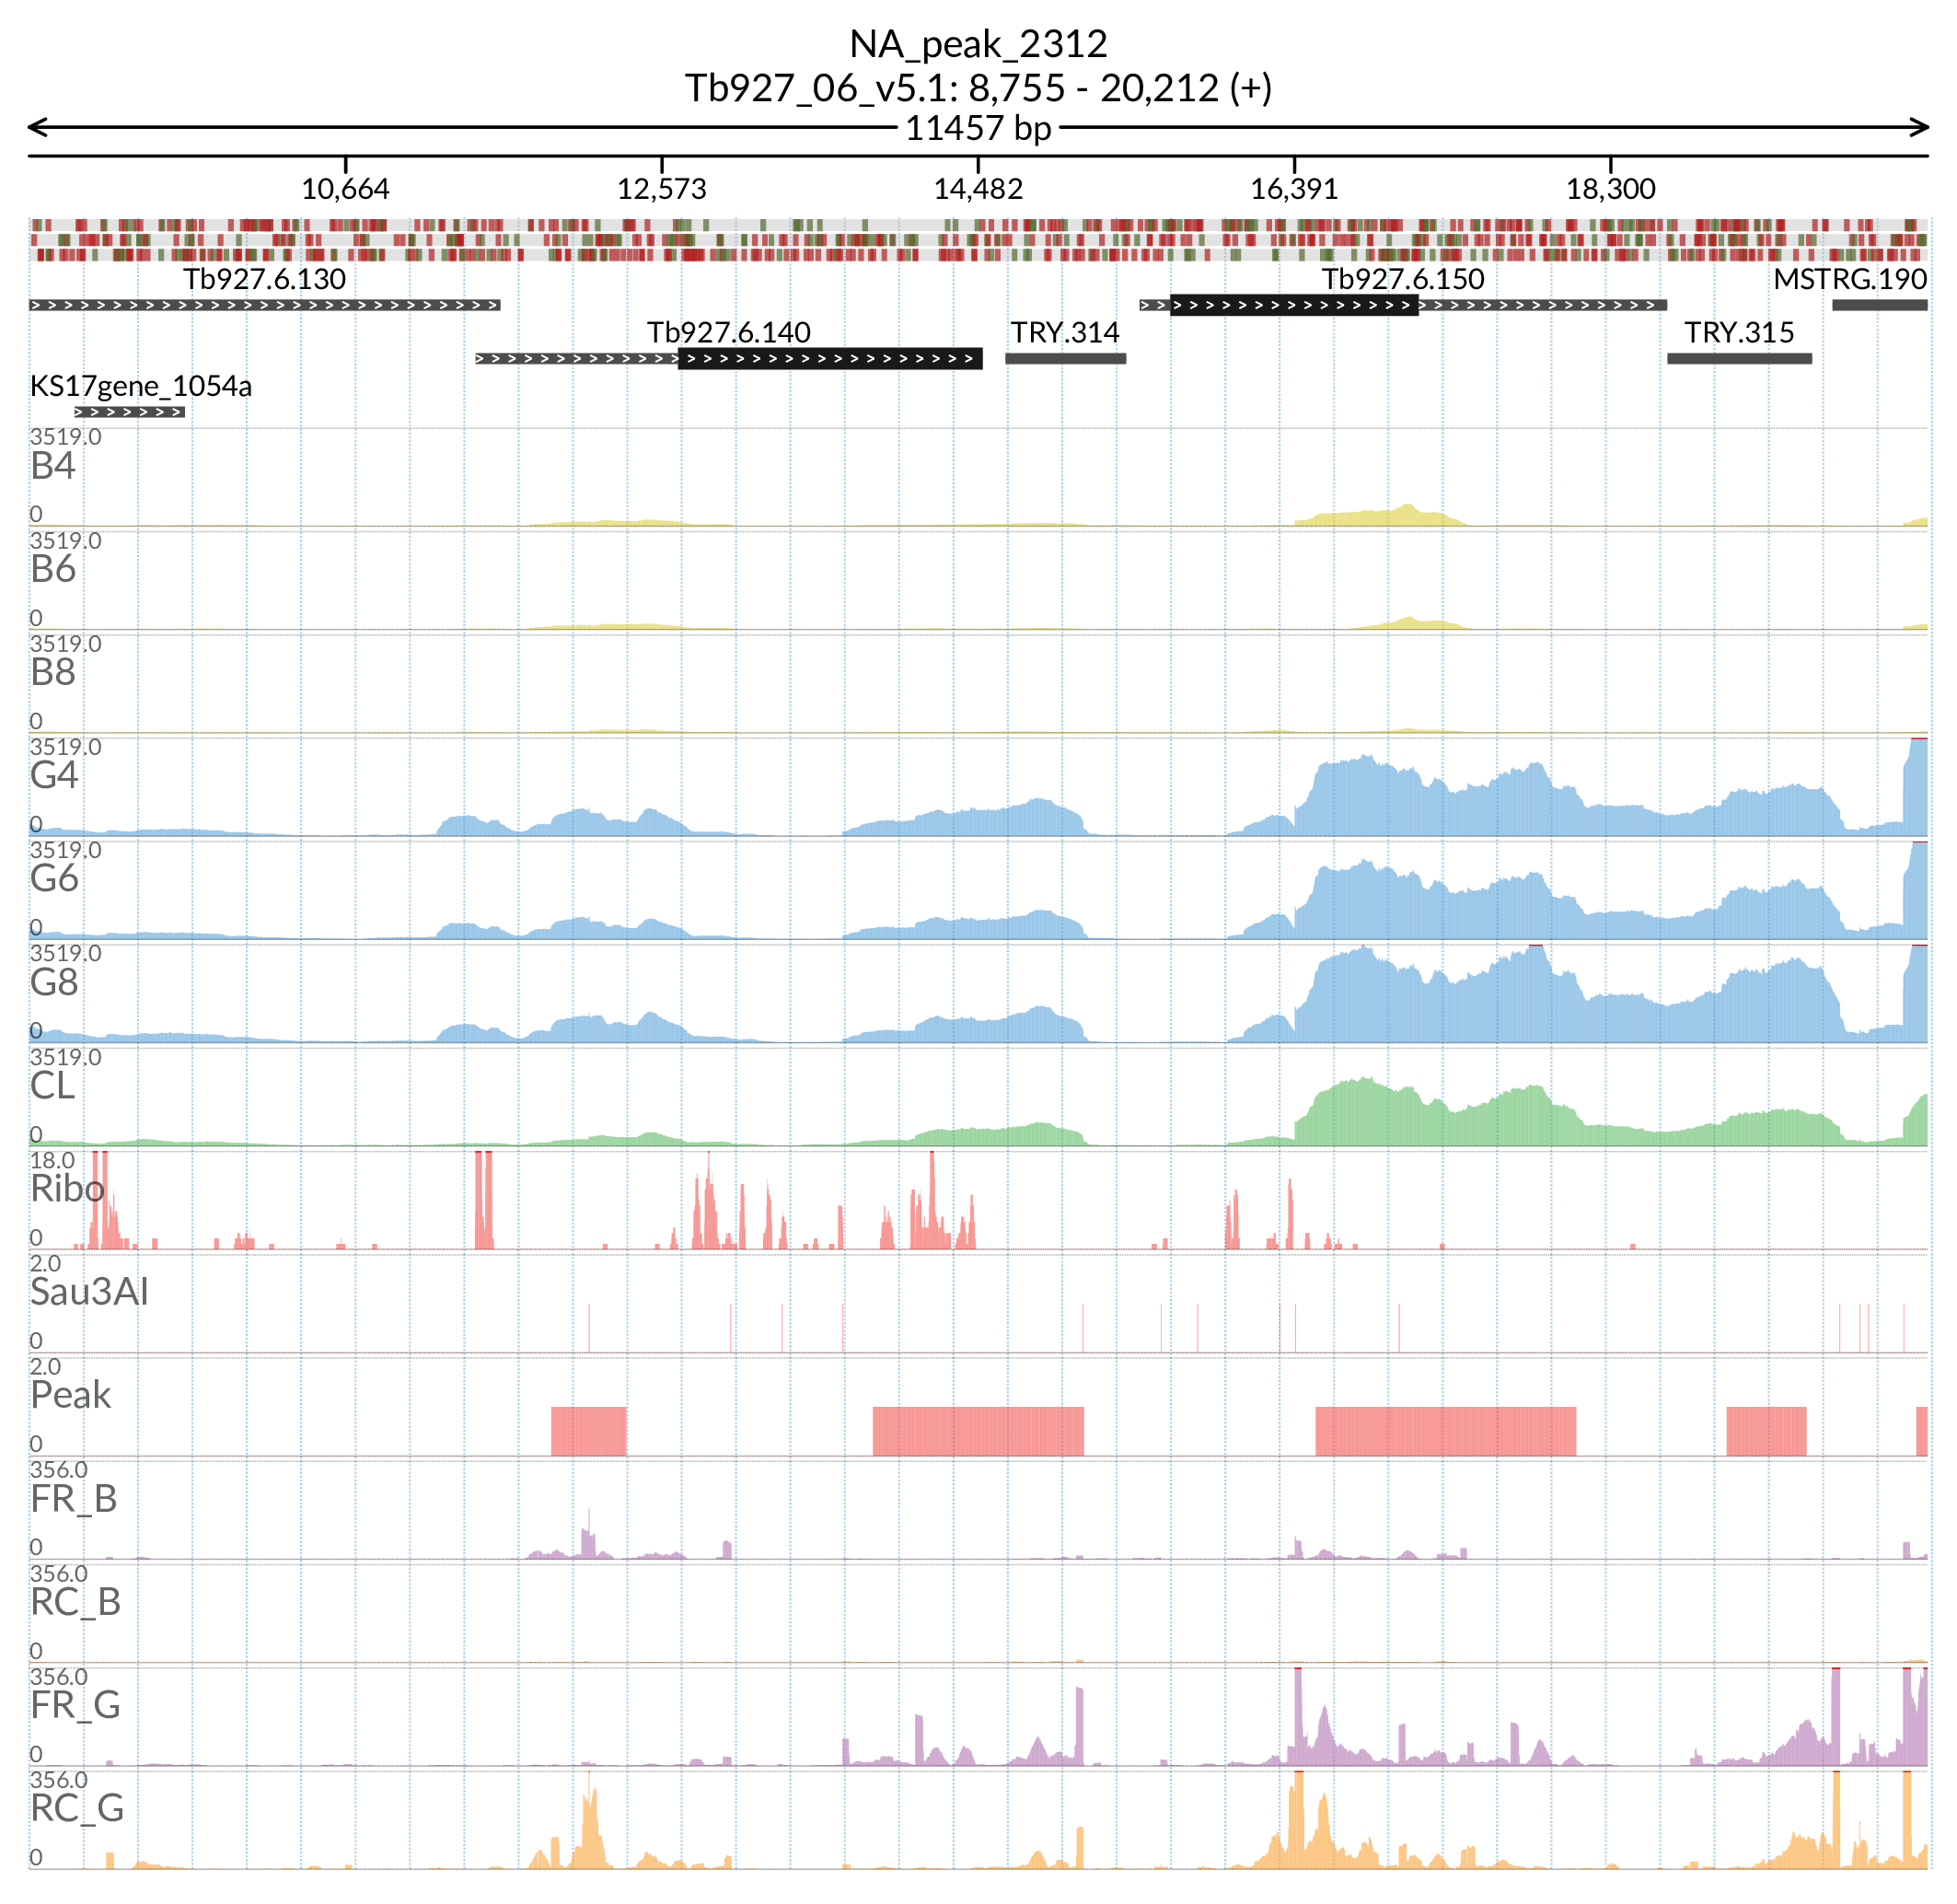 NA_peak_2312
Tb927_06_v5.1: 8,755 - 20,212 (+)
11457 bp
10,664 12,573 14,482 16,391 18,300
Tb927.6.130 Tb927.6.150 MSTRG.190
Tb927.6.140 TRY.314 TRY.315
KS17gene_1054a
3519.0
B4
0
3519.0
B6
0
3519.0
B8
0
3519.0
G4
0
3519.0
G6
0
3519.0
G8
0
3519.0
CL
0
18.0
Ribo
0
2.0
Sau3AI
0
2.0
Peak
0
356.0
FR_B
0
356.0
RC_B
0
356.0
FR_G
0
356.0
RC_G
0